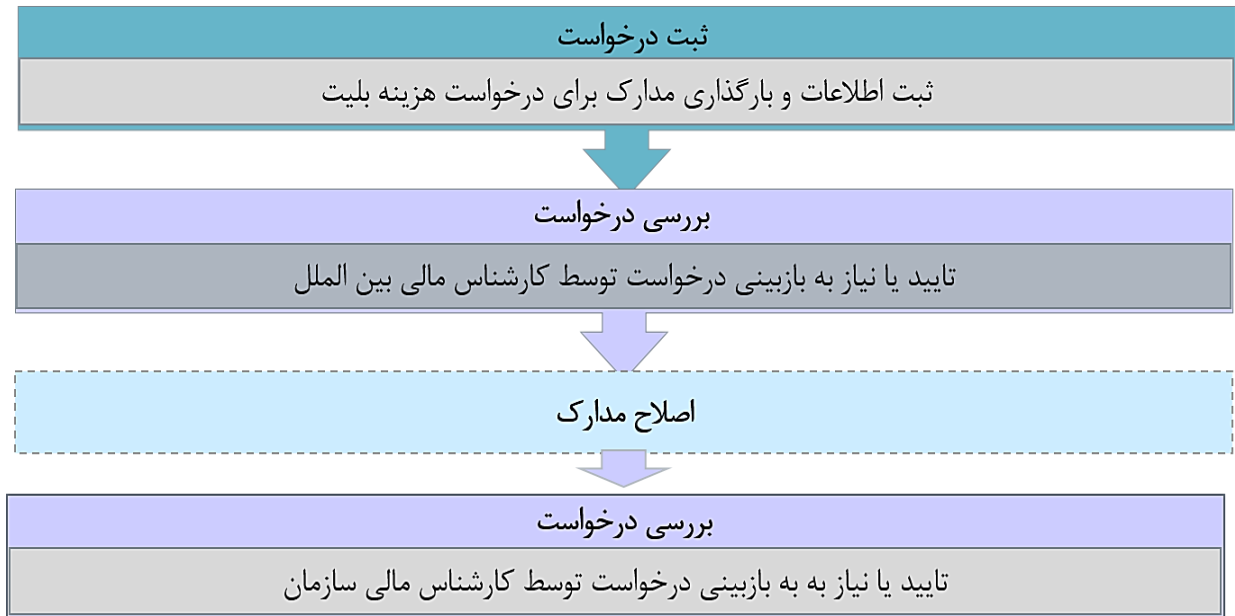 ثبت درخواست
ثبت اطلاعات و بارگذاری مدارک برای درخواست هزینه بلیت
بررسی درخواست
تایید یا نیاز به بازبینی درخواست توسط کارشناس مالی بین الملل
اصلاح مدارک
بررسی درخواست
تایید یا نیاز به به بازبینی درخواست توسط کارشناس مالی سازمان